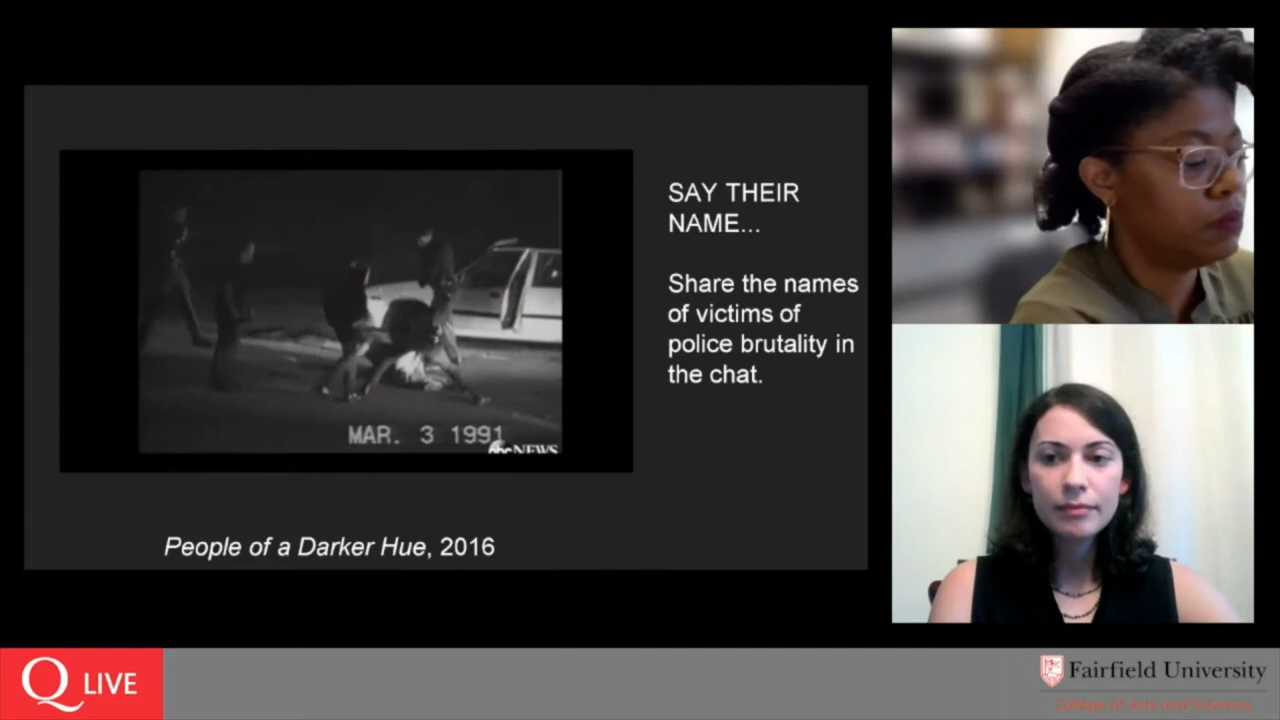 SAY THEIR
NAME...
Share the names
of victims of
police brutality in
the chat.
MAR. 3 1991
abc NEWS
People of a Darker Hue, 2016
Q LIVE
Fairfield University
College of Arts and Sciences